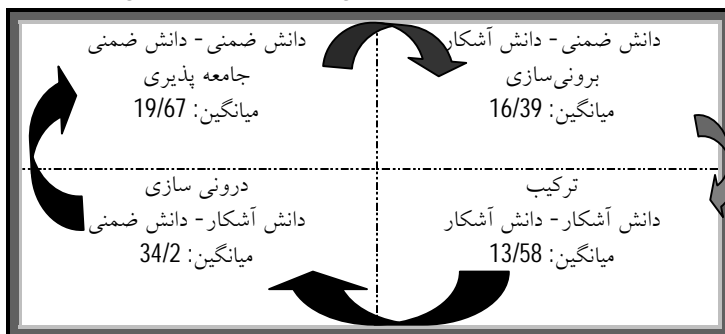 دانش ضمنی- دانش آشکار
برونی‌سازی
میانگین: 16/39
دانش ضمنی- دانش ضمنی
جامعه پذیری
میانگین: 19/67
ترکیب
دانش آشکار- دانش آشکار
میانگین: 13/58
درونی سازی
دانش آشکار- دانش ضمنی
میانگین: 34/2